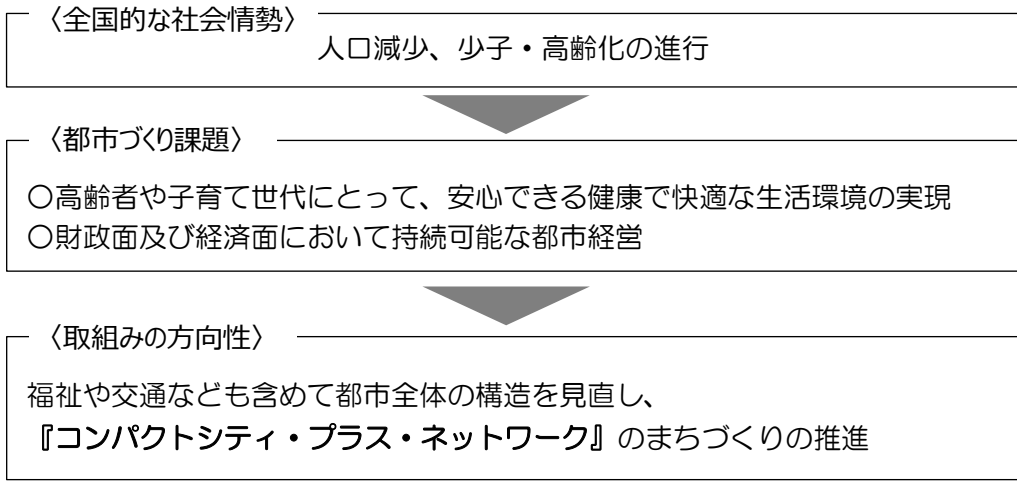 〈全国的な社会情勢〉
人口減少、少子・高齢化の進行
〈都市づくり課題〉
〇高齢者や子育て世代にとって、安心できる健康で快適な生活環境の実現
〇財政面及び経済面において持続可能な都市経営
〈取組みの方向性〉
福祉や交通なども含めて都市全体の構造を見直し、
『コンパクトシティ・プラス・ネットワーク』のまちづくりの推進